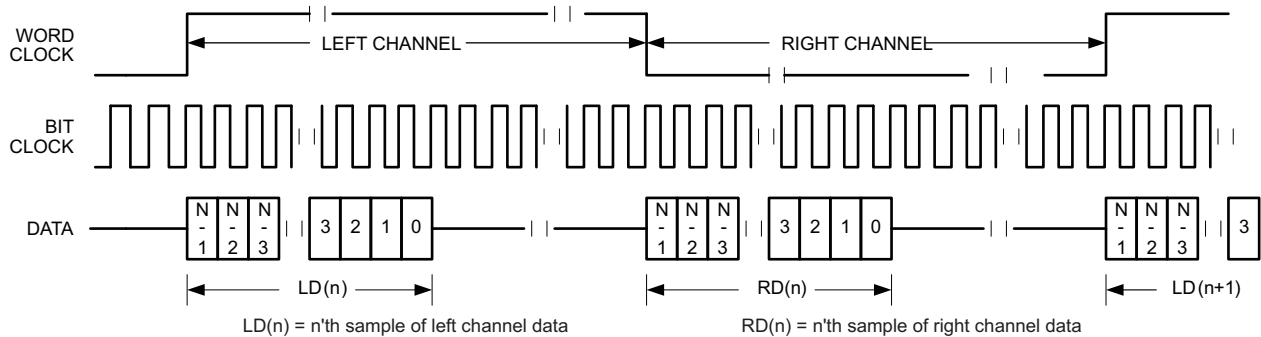 WORD
CLOCK
LEFT CHANNEL
RIGHT CHANNEL
BIT
CLOCK
DATA
N
-
1
N
-
2
N
-
3
3
2
1
0
N
-
1
N
-
2
N
-
3
3
2
1
0
N
-
1
N
-
2
N
-
3
3
LD(n)
RD(n)
LD(n+1)
LD(n) = n'th sample of left channel data
RD(n) = n'th sample of right channel data